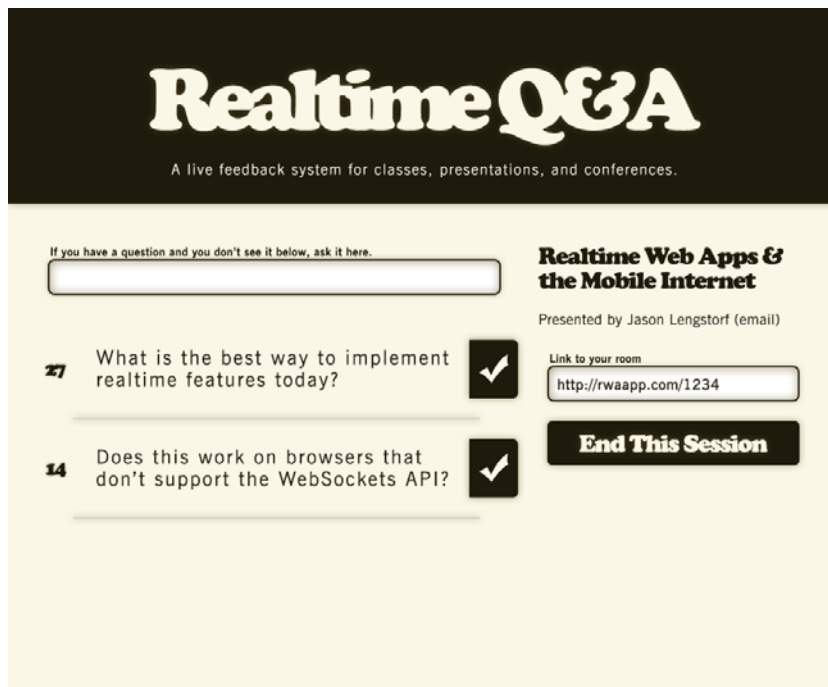 Realtime Q&A
A live feedback system for classes, presentations, and conferences.
If you have a question and you don't see it below, ask it here.
27
What is the best way to implement
realtime features today?
14
Does this work on browsers that
don't support the WebSockets API?
Realtime Web Apps &
the Mobile Internet
Presented by Jason Lengstorf (email)
Link to your room
http://rwaapp.com/1234
End This Session